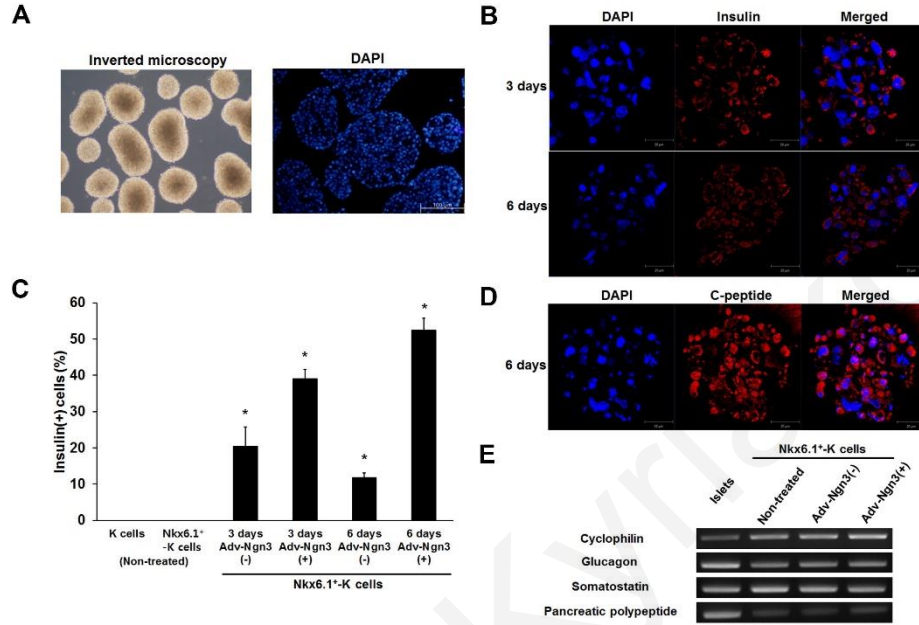 A
Inverted microscopy
DAPI
B
DAPI
Insulin
Merged
3 days
6 days
C
Insulin(+) cells (%)
60
50
40
30
20
10
0
*
*
*
*
K cells
Nkx6.1+
-K cells
(Non-treated)
3 days
Adv-Ngn3
(-)
3 days
Adv-Ngn3
(+)
6 days
Adv-Ngn3
(-)
6 days
Adv-Ngn3
(+)
Nkx6.1+-K cells
D
DAPI
C-peptide
Merged
6 days
E
Nkx6.1+-K cells
Islets
Non-treated
Adv-Ngn3(-)
Adv-Ngn3(+)
Cyclophilin
Glucagon
Somatostatin
Pancreatic polypeptide